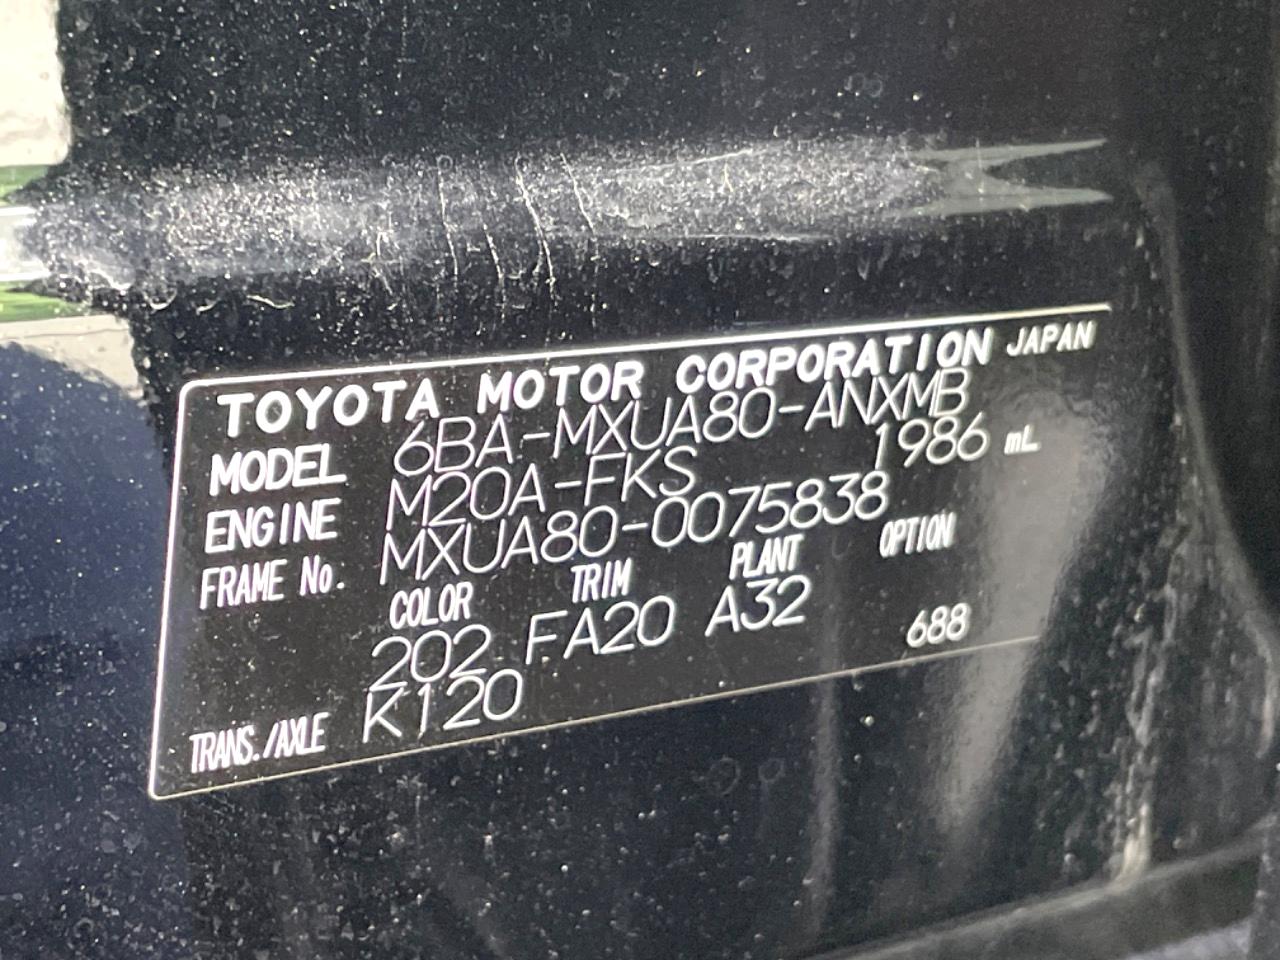 TOYOTA MOTOR CORPORATION JAPAN
MODEL 6BA-MXUA80-ANXMB
ENGINE M20A-FKS 1986 mL
FRAME No. MXUA80-0075838
COLOR TRIM PLANT OPTION
202 FA20 A32
TRANS./AXLE K120 688